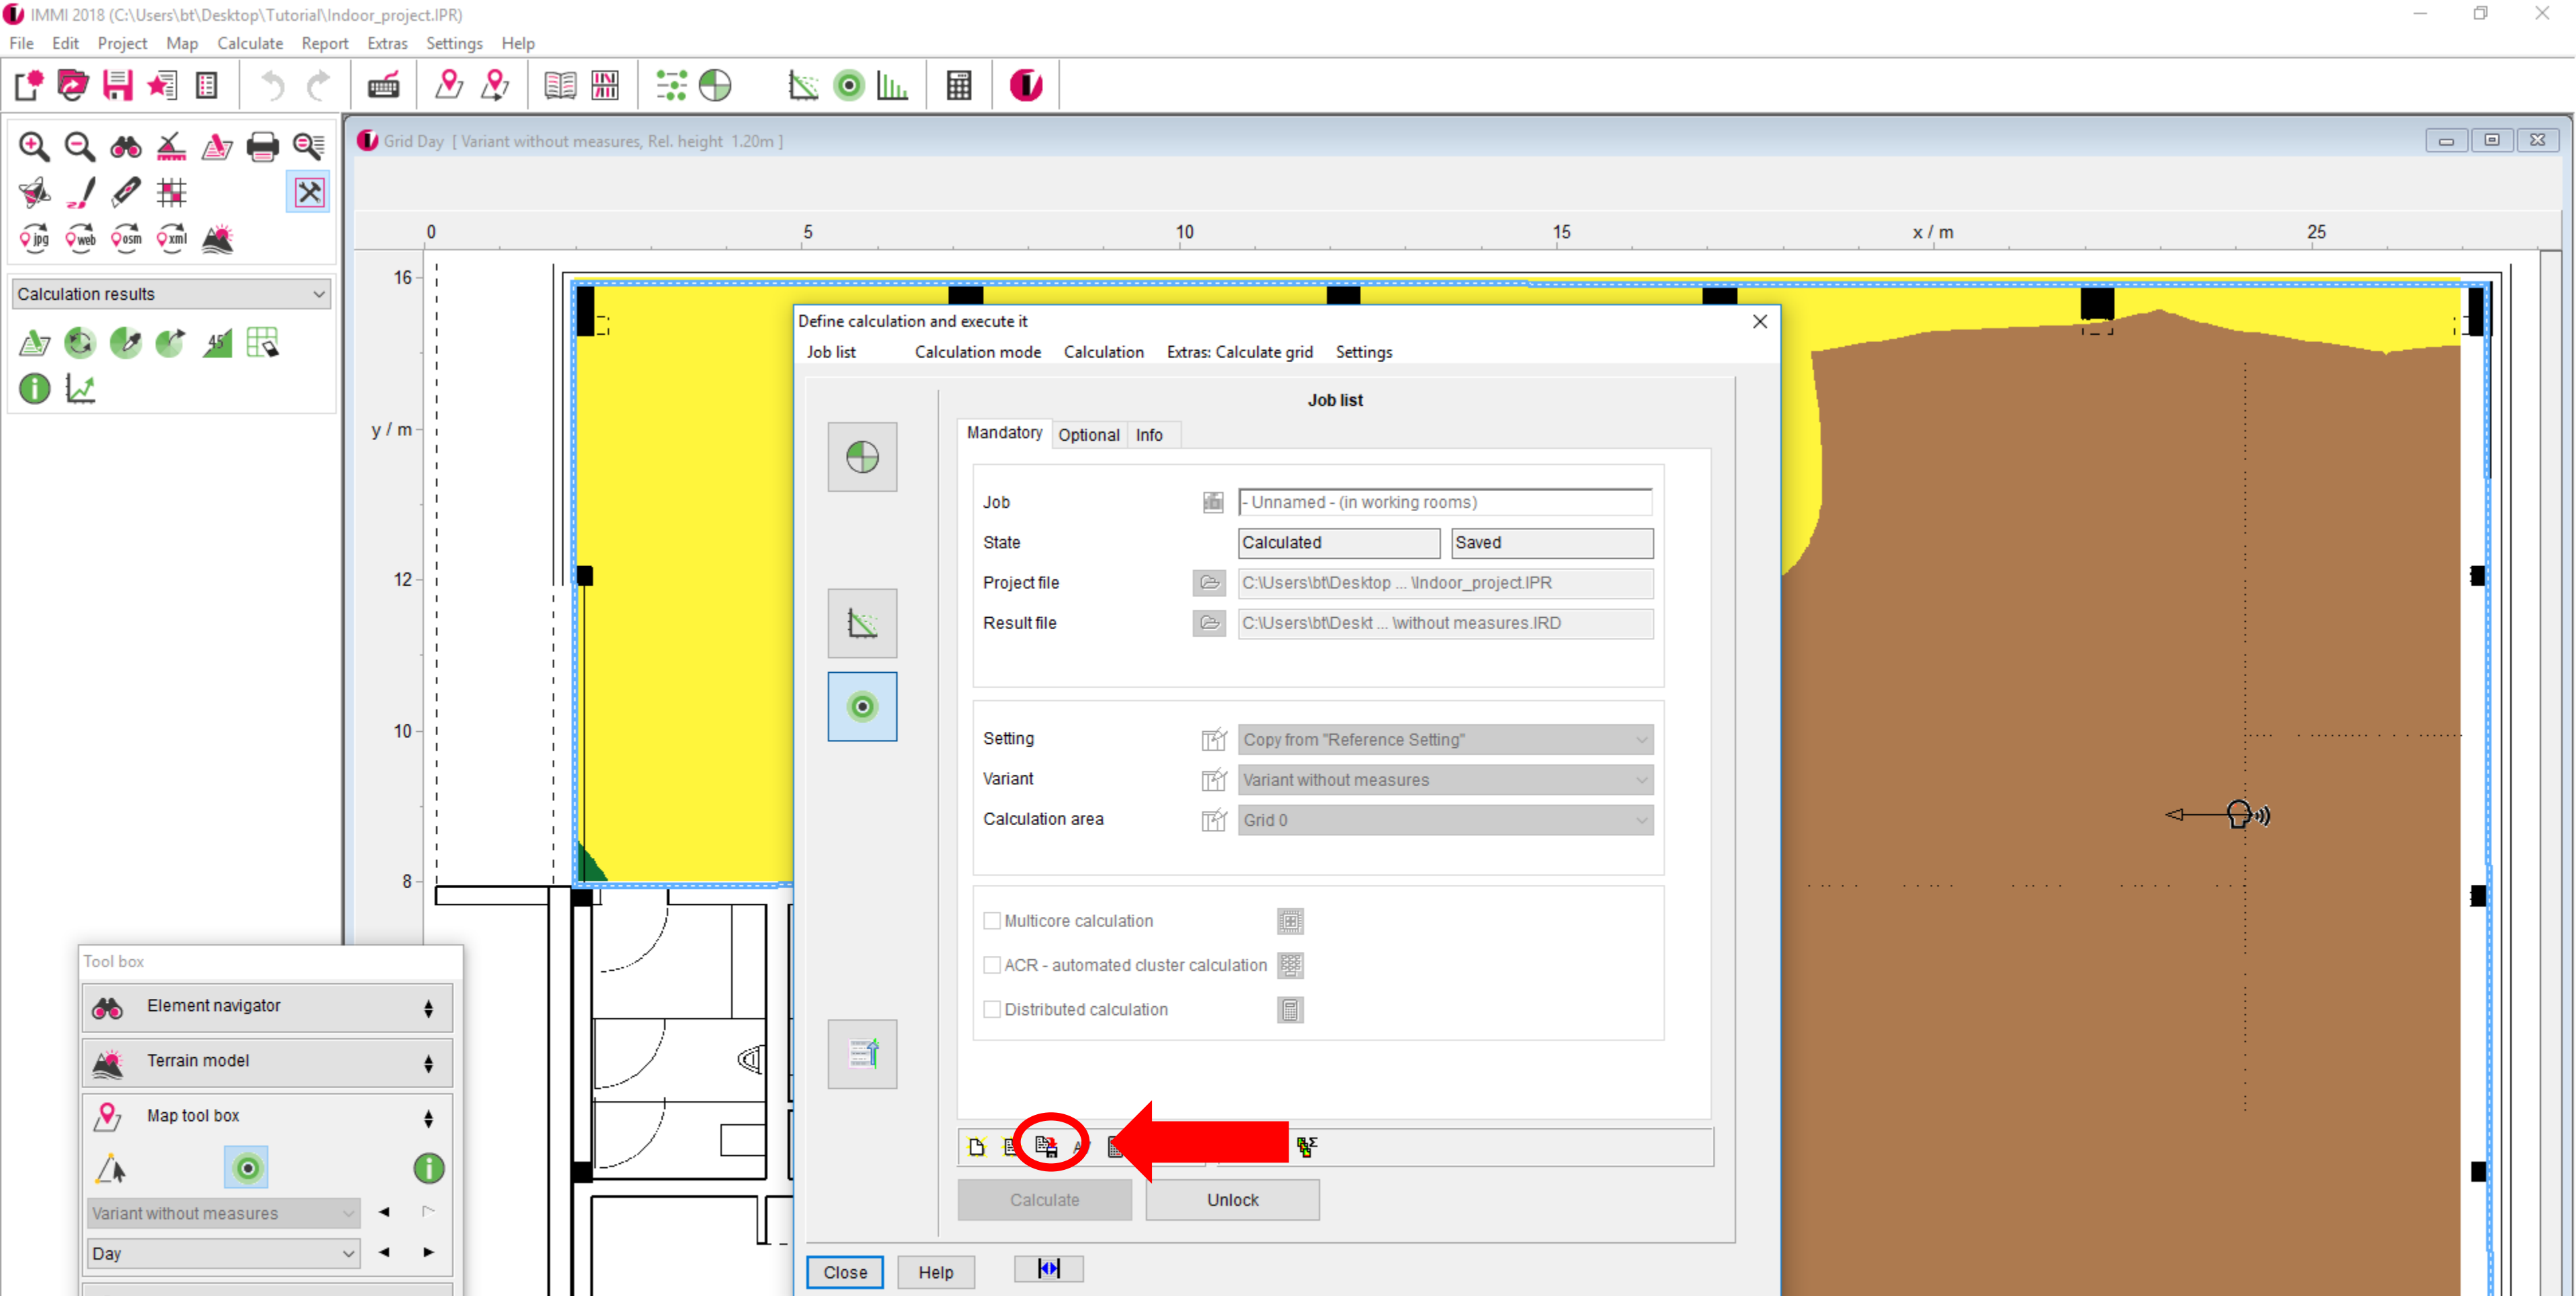 IMMI 2018 (C:\Users\bt\Desktop\Tutorial\Indoor_project.IPR)
File Edit Project Map Calculate Report Extras Settings Help
jpg web osm xml
Calculation results
45
Grid Day [ Variant without measures, Rel. height 1.20m ]
0 5 10 15 x / m 25
16
y / m
12
10
8
Define calculation and execute it
Job list Calculation mode Calculation Extras: Calculate grid Settings
Job list
Mandatory Optional Info
Job - Unnamed - (in working rooms)
State Calculated Saved
Project file C:\Users\bt\Desktop ... \Indoor_project.IPR
Result file C:\Users\bt\Deskt ... \without measures.IRD
Setting Copy from "Reference Setting"
Variant Variant without measures
Calculation area Grid 0
Multicore calculation
ACR - automated cluster calculation
Distributed calculation
Calculate Unlock
Close Help
Tool box
Element navigator
Terrain model
Map tool box
Variant without measures
Day